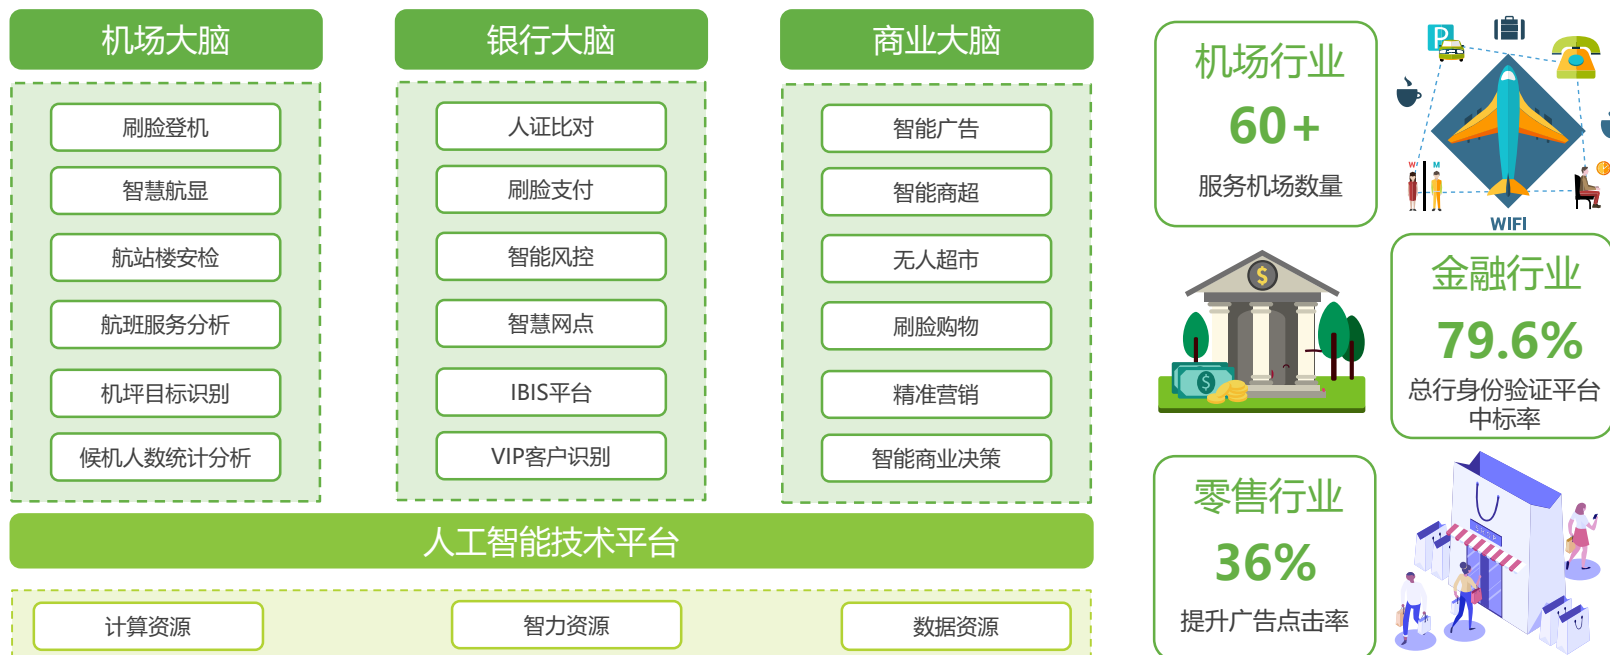 机场大脑
刷脸登机
智慧航显
航站楼安检
航班服务分析
机坪目标识别
候机人数统计分析
银行大脑
人证比对
刷脸支付
智能风控
智慧网点
IBIS平台
VIP客户识别
商业大脑
智能广告
智能商超
无人超市
刷脸购物
精准营销
智能商业决策
人工智能技术平台
计算资源
智力资源
数据资源
机场行业
60+
服务机场数量
P
W
M
WIFI
金融行业
79.6%
总行身份验证平台
中标率
$
$
零售行业
36%
提升广告点击率